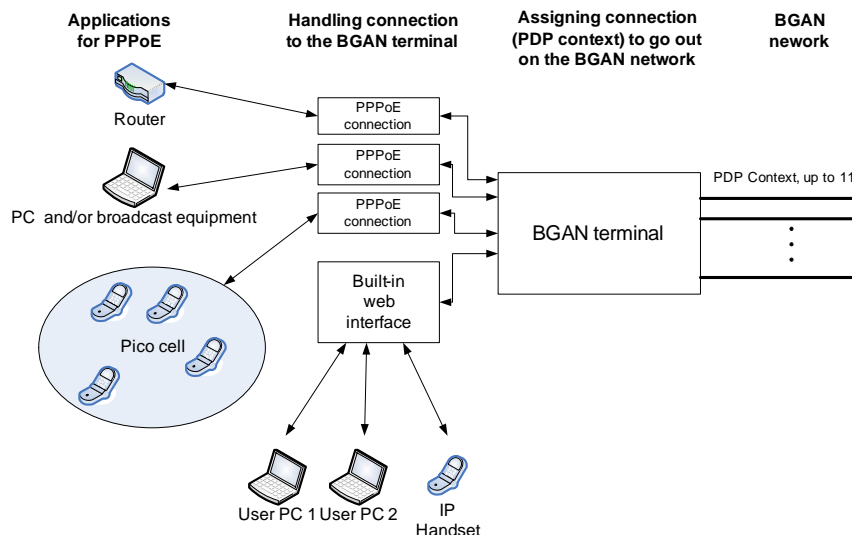 Applications
for PPPoE
Handling connection
to the BGAN terminal
Assigning connection
(PDP context) to go out
on the BGAN network
BGAN
nework
Router
PPPoE
connection
PPPoE
connection
PC and/or broadcast equipment
PPPoE
connection
BGAN terminal
PDP Context, up to 11
Built-in
web
interface
Pico cell
User PC 1
User PC 2
IP
Handset